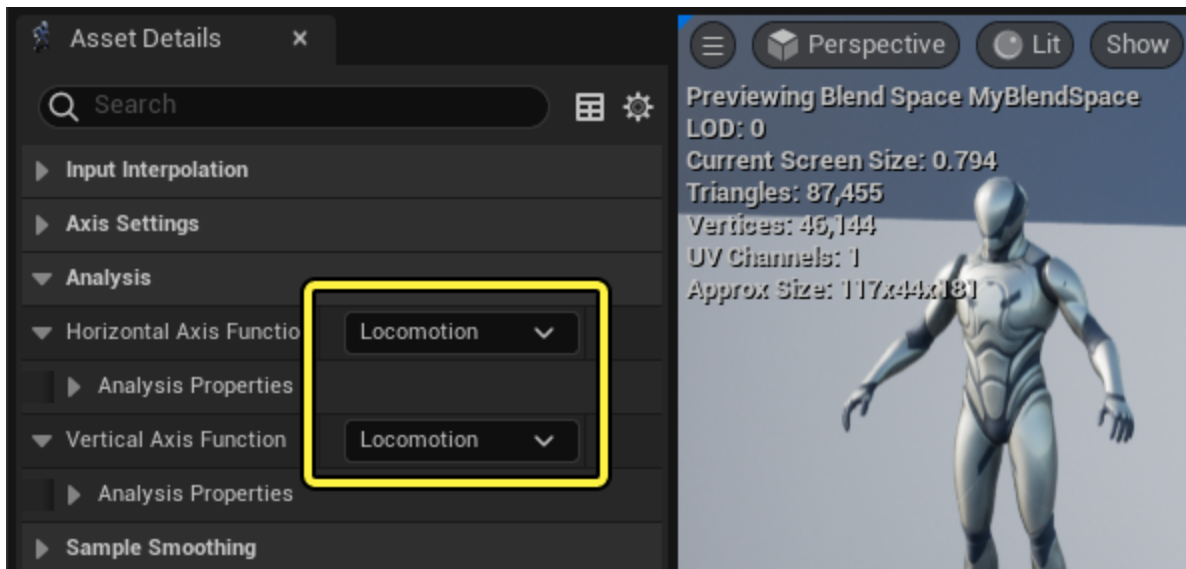 Asset Details
Search
Input Interpolation
Axis Settings
Analysis
Horizontal Axis Functio
Locomotion
Analysis Properties
Vertical Axis Function
Locomotion
Analysis Properties
Sample Smoothing
Perspective
Lit
Show
Previewing Blend Space MyBlendSpace
LOD: 0
Current Screen Size: 0.794
Triangles: 87,455
Vertices: 46,144
UV Channels: 1
Approx Size: 117x44x181